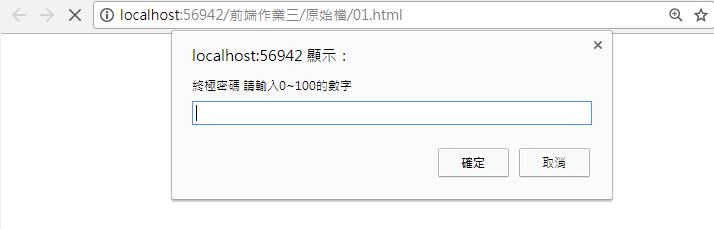 localhost:56942/前端作業三/原始檔/01.html
localhost:56942 顯示：
終極密碼 請輸入0~100的數字
確定
取消